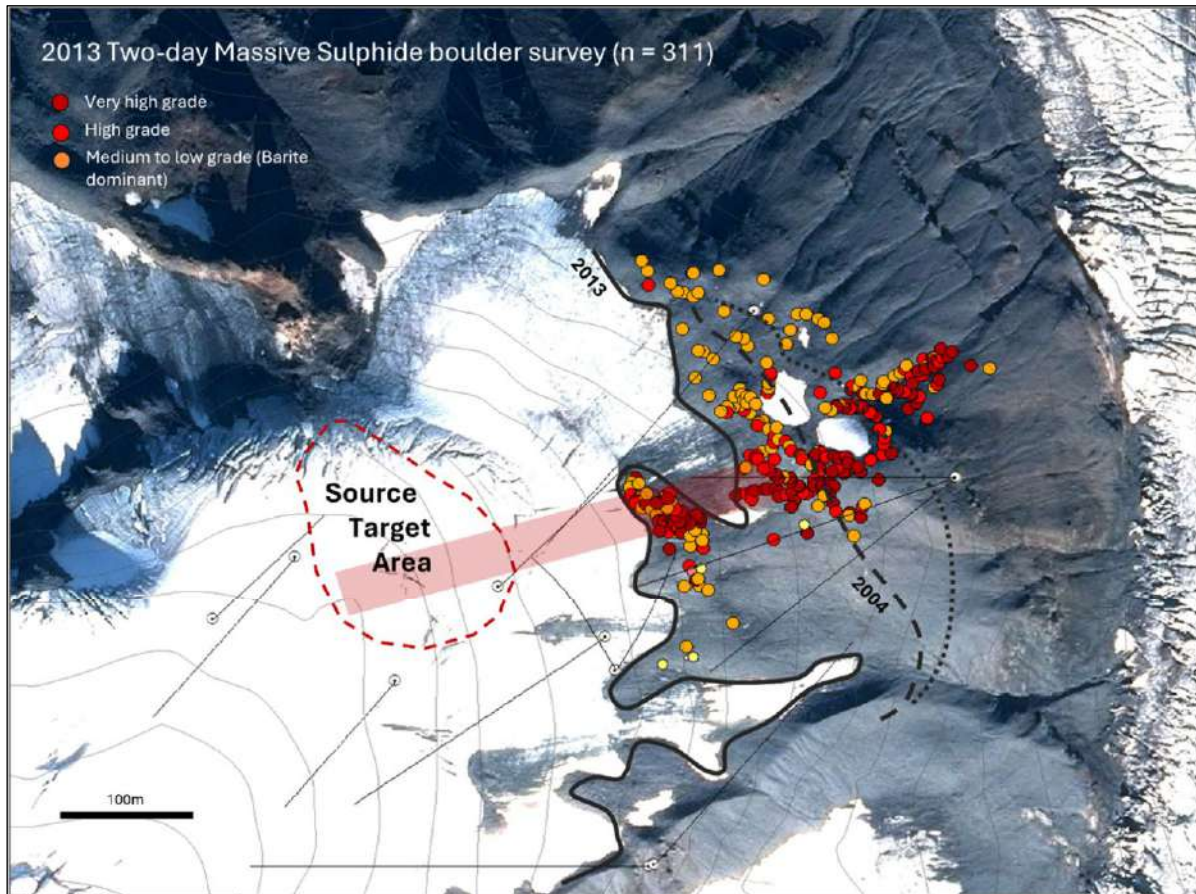 2013 Two-day Massive Sulphide boulder survey (n = 311)
Very high grade
High grade
Medium to low grade (Barite
dominant)
2013
Source
Target
Area
2004
100m